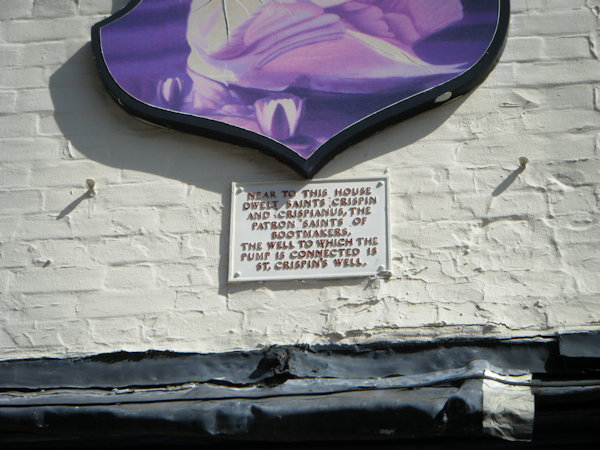 NEAR TO THIS HOUSE
DWELT SAINTS CRISPIN
AND CRISPIANUS, THE
PATRON SAINTS OF
BOOTMAKERS.
THE WELL TO WHICH THE
PUMP IS CONNECTED IS
ST. CRISPIN'S WELL.